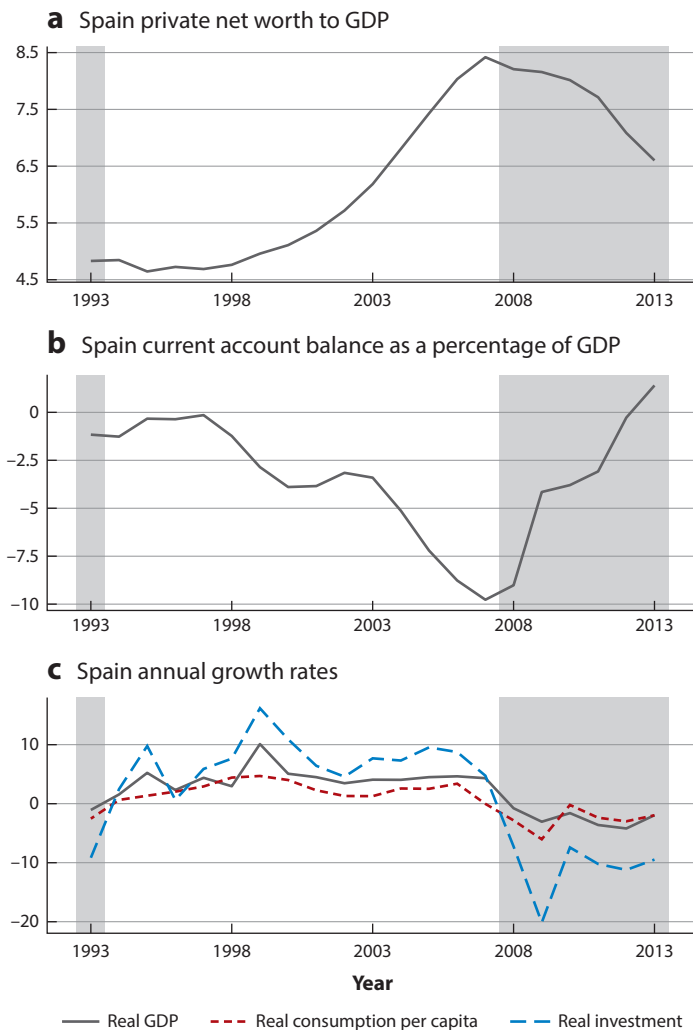 a Spain private net worth to GDP
8.5
7.5
6.5
5.5
4.5
1993 1998 2003 2008 2013
b Spain current account balance as a percentage of GDP
0
−2.5
−5
−7.5
−10
1993 1998 2003 2008 2013
c Spain annual growth rates
10
0
−10
−20
1993 1998 2003 2008 2013
Year
Real GDP Real consumption per capita Real investment